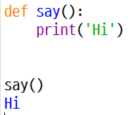 def say():
    print('Hi')
say()
Hi